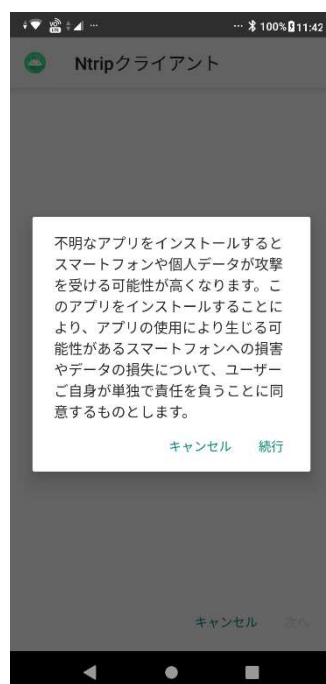 100% 11:42
Ntripクライアント
不明なアプリをインストールすると
スマートフォンや個人データが攻撃
を受ける可能性が高くなります。こ
のアプリをインストールすることに
より、アプリの使用により生じる可
能性があるスマートフォンへの損害
やデータの損失について、ユーザー
ご自身が単独で責任を負うことに同
意するものとします。
キャンセル 続行
キャンセル 次へ